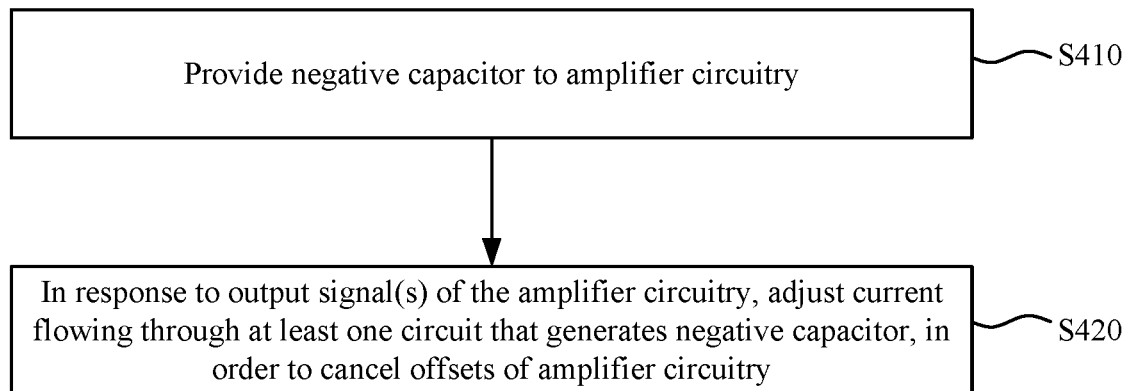 Provide negative capacitor to amplifier circuitry
S410
In response to output signal(s) of the amplifier circuitry, adjust current
flowing through at least one circuit that generates negative capacitor, in
order to cancel offsets of amplifier circuitry
S420